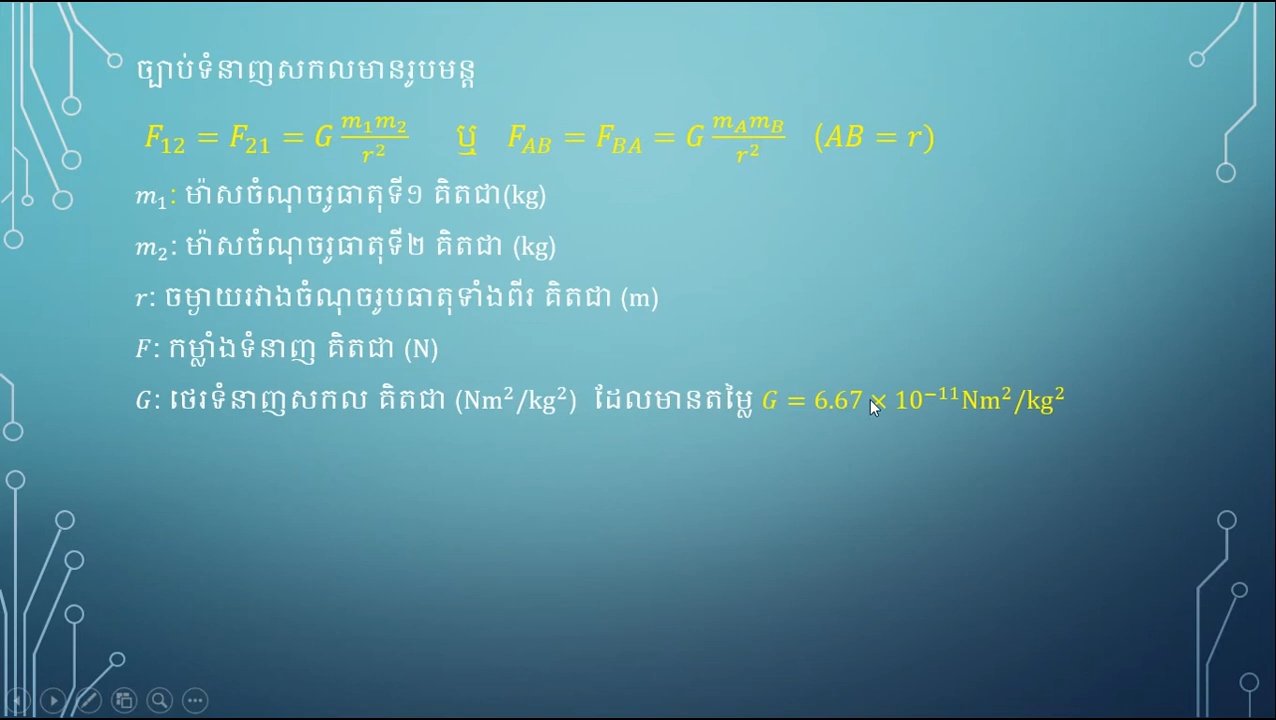 ច្បាប់ទំនាញសកលមានរូបមន្ត
F₁₂ = F₂₁ = G m₁m₂/r² ឬ F_AB = F_BA = G m_A m_B/r² (AB = r)
m₁: ម៉ាសចំណុចរូធាតុទី១ គិតជា(kg)
m₂: ម៉ាសចំណុចរូធាតុទី២ គិតជា (kg)
r: ចម្ងាយរវាងចំណុចរូបធាតុទាំងពីរ គិតជា (m)
F: កម្លាំងទំនាញ គិតជា (N)
G: ថេរទំនាញសកល គិតជា (Nm²/kg²) ដែលមានតម្លៃ G = 6.67 × 10⁻¹¹Nm²/kg²